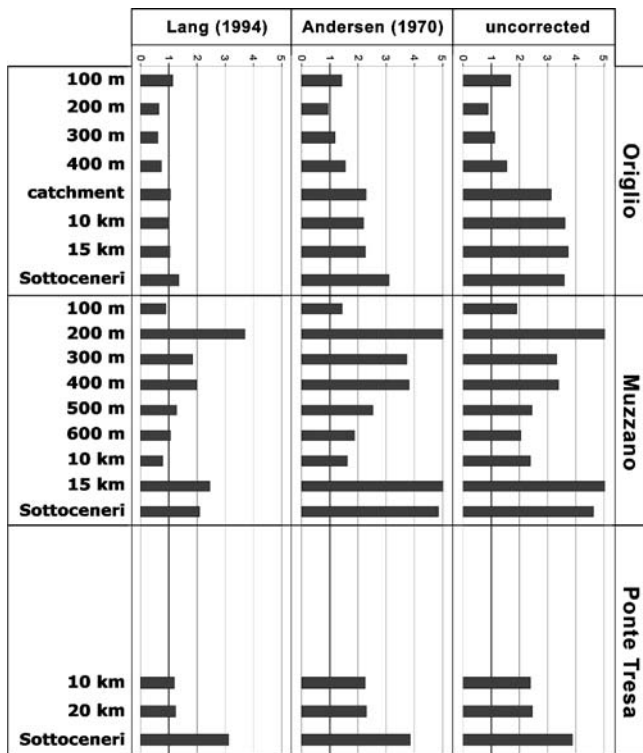 Lang (1994) Andersen (1970) uncorrected
0 1 2 3 4 5 0 1 2 3 4 5 0 1 2 3 4 5
Origlio
100 m
200 m
300 m
400 m
catchment
10 km
15 km
Sottoceneri
Muzzano
100 m
200 m
300 m
400 m
500 m
600 m
10 km
15 km
Sottoceneri
Ponte Tresa
10 km
20 km
Sottoceneri